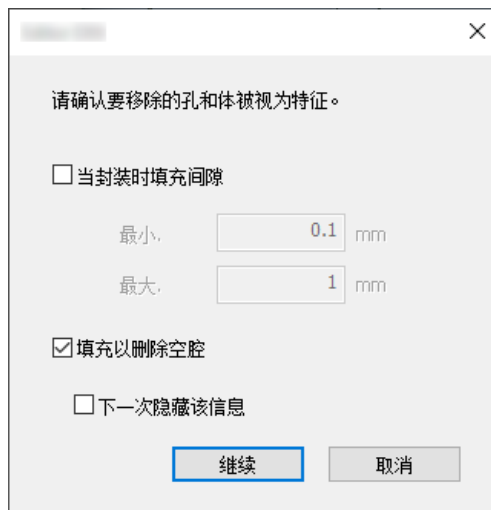 请确认要移除的孔和体被视为特征。
当封装时填充间隙
最小. 0.1 mm
最大. 1 mm
填充以删除空腔
下一次隐藏该信息
继续 取消